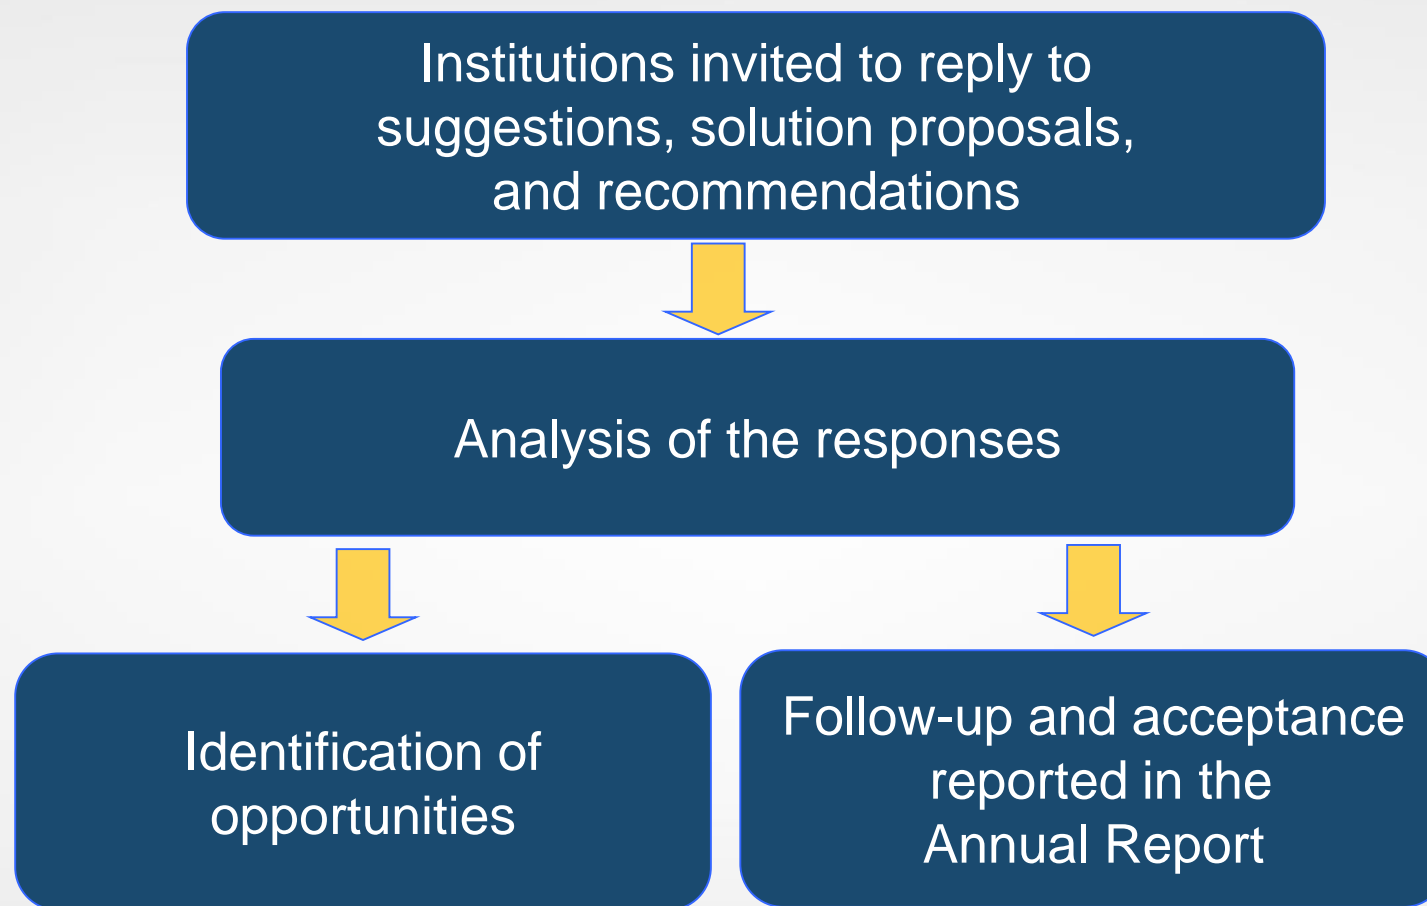 Institutions invited to reply to
suggestions, solution proposals,
and recommendations
Analysis of the responses
Identification of
opportunities
Follow-up and acceptance
reported in the
Annual Report